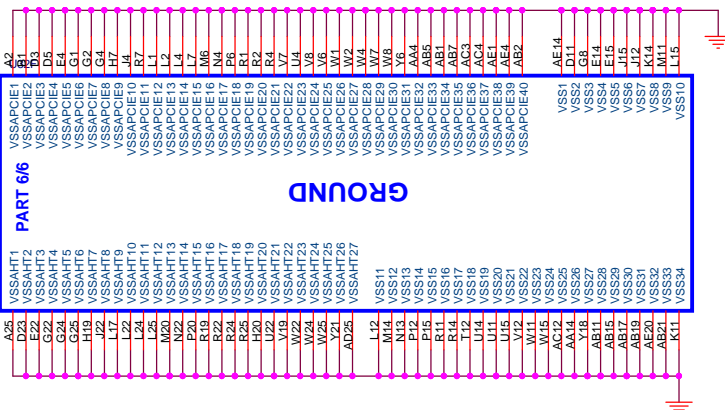 A2
B1
D3
D5
E4
G1
G2
G4
H7
J4
R7
L1
L2
L4
L7
M6
N4
P6
R1
R2
R4
V7
U4
V8
V6
W1
W2
W4
W7
W8
Y6
AA4
AB5
AB1
AB7
AC3
AC4
AE1
AE4
AB2
AE14
D11
G8
E14
E15
J15
J12
K14
M11
L15
VSSAPCIE1
VSSAPCIE2
VSSAPCIE3
VSSAPCIE4
VSSAPCIE5
VSSAPCIE6
VSSAPCIE7
VSSAPCIE8
VSSAPCIE9
VSSAPCIE10
VSSAPCIE11
VSSAPCIE12
VSSAPCIE13
VSSAPCIE14
VSSAPCIE15
VSSAPCIE16
VSSAPCIE17
VSSAPCIE18
VSSAPCIE19
VSSAPCIE20
VSSAPCIE21
VSSAPCIE22
VSSAPCIE23
VSSAPCIE24
VSSAPCIE25
VSSAPCIE26
VSSAPCIE27
VSSAPCIE28
VSSAPCIE29
VSSAPCIE30
VSSAPCIE31
VSSAPCIE32
VSSAPCIE33
VSSAPCIE34
VSSAPCIE35
VSSAPCIE36
VSSAPCIE37
VSSAPCIE38
VSSAPCIE39
VSSAPCIE40
VSS1
VSS2
VSS3
VSS4
VSS5
VSS6
VSS7
VSS8
VSS9
VSS10
PART 6/6
GROUND
VSSAHT1
VSSAHT2
VSSAHT3
VSSAHT4
VSSAHT5
VSSAHT6
VSSAHT7
VSSAHT8
VSSAHT9
VSSAHT10
VSSAHT11
VSSAHT12
VSSAHT13
VSSAHT14
VSSAHT15
VSSAHT16
VSSAHT17
VSSAHT18
VSSAHT19
VSSAHT20
VSSAHT21
VSSAHT22
VSSAHT23
VSSAHT24
VSSAHT25
VSSAHT26
VSSAHT27
VSS11
VSS12
VSS13
VSS14
VSS15
VSS16
VSS17
VSS18
VSS19
VSS20
VSS21
VSS22
VSS23
VSS24
VSS25
VSS26
VSS27
VSS28
VSS29
VSS30
VSS31
VSS32
VSS33
VSS34
A25
D23
E22
G22
G24
G25
H19
J22
L17
L22
L24
L25
M20
N22
P20
R19
R22
R24
R25
H20
U22
V19
W22
W24
W25
Y21
AD25
L12
M14
N13
P12
P15
R11
R14
T12
U14
U11
U15
V12
W11
W15
AC12
AA14
Y18
AB11
AB15
AB17
AB19
AE20
AB21
K11